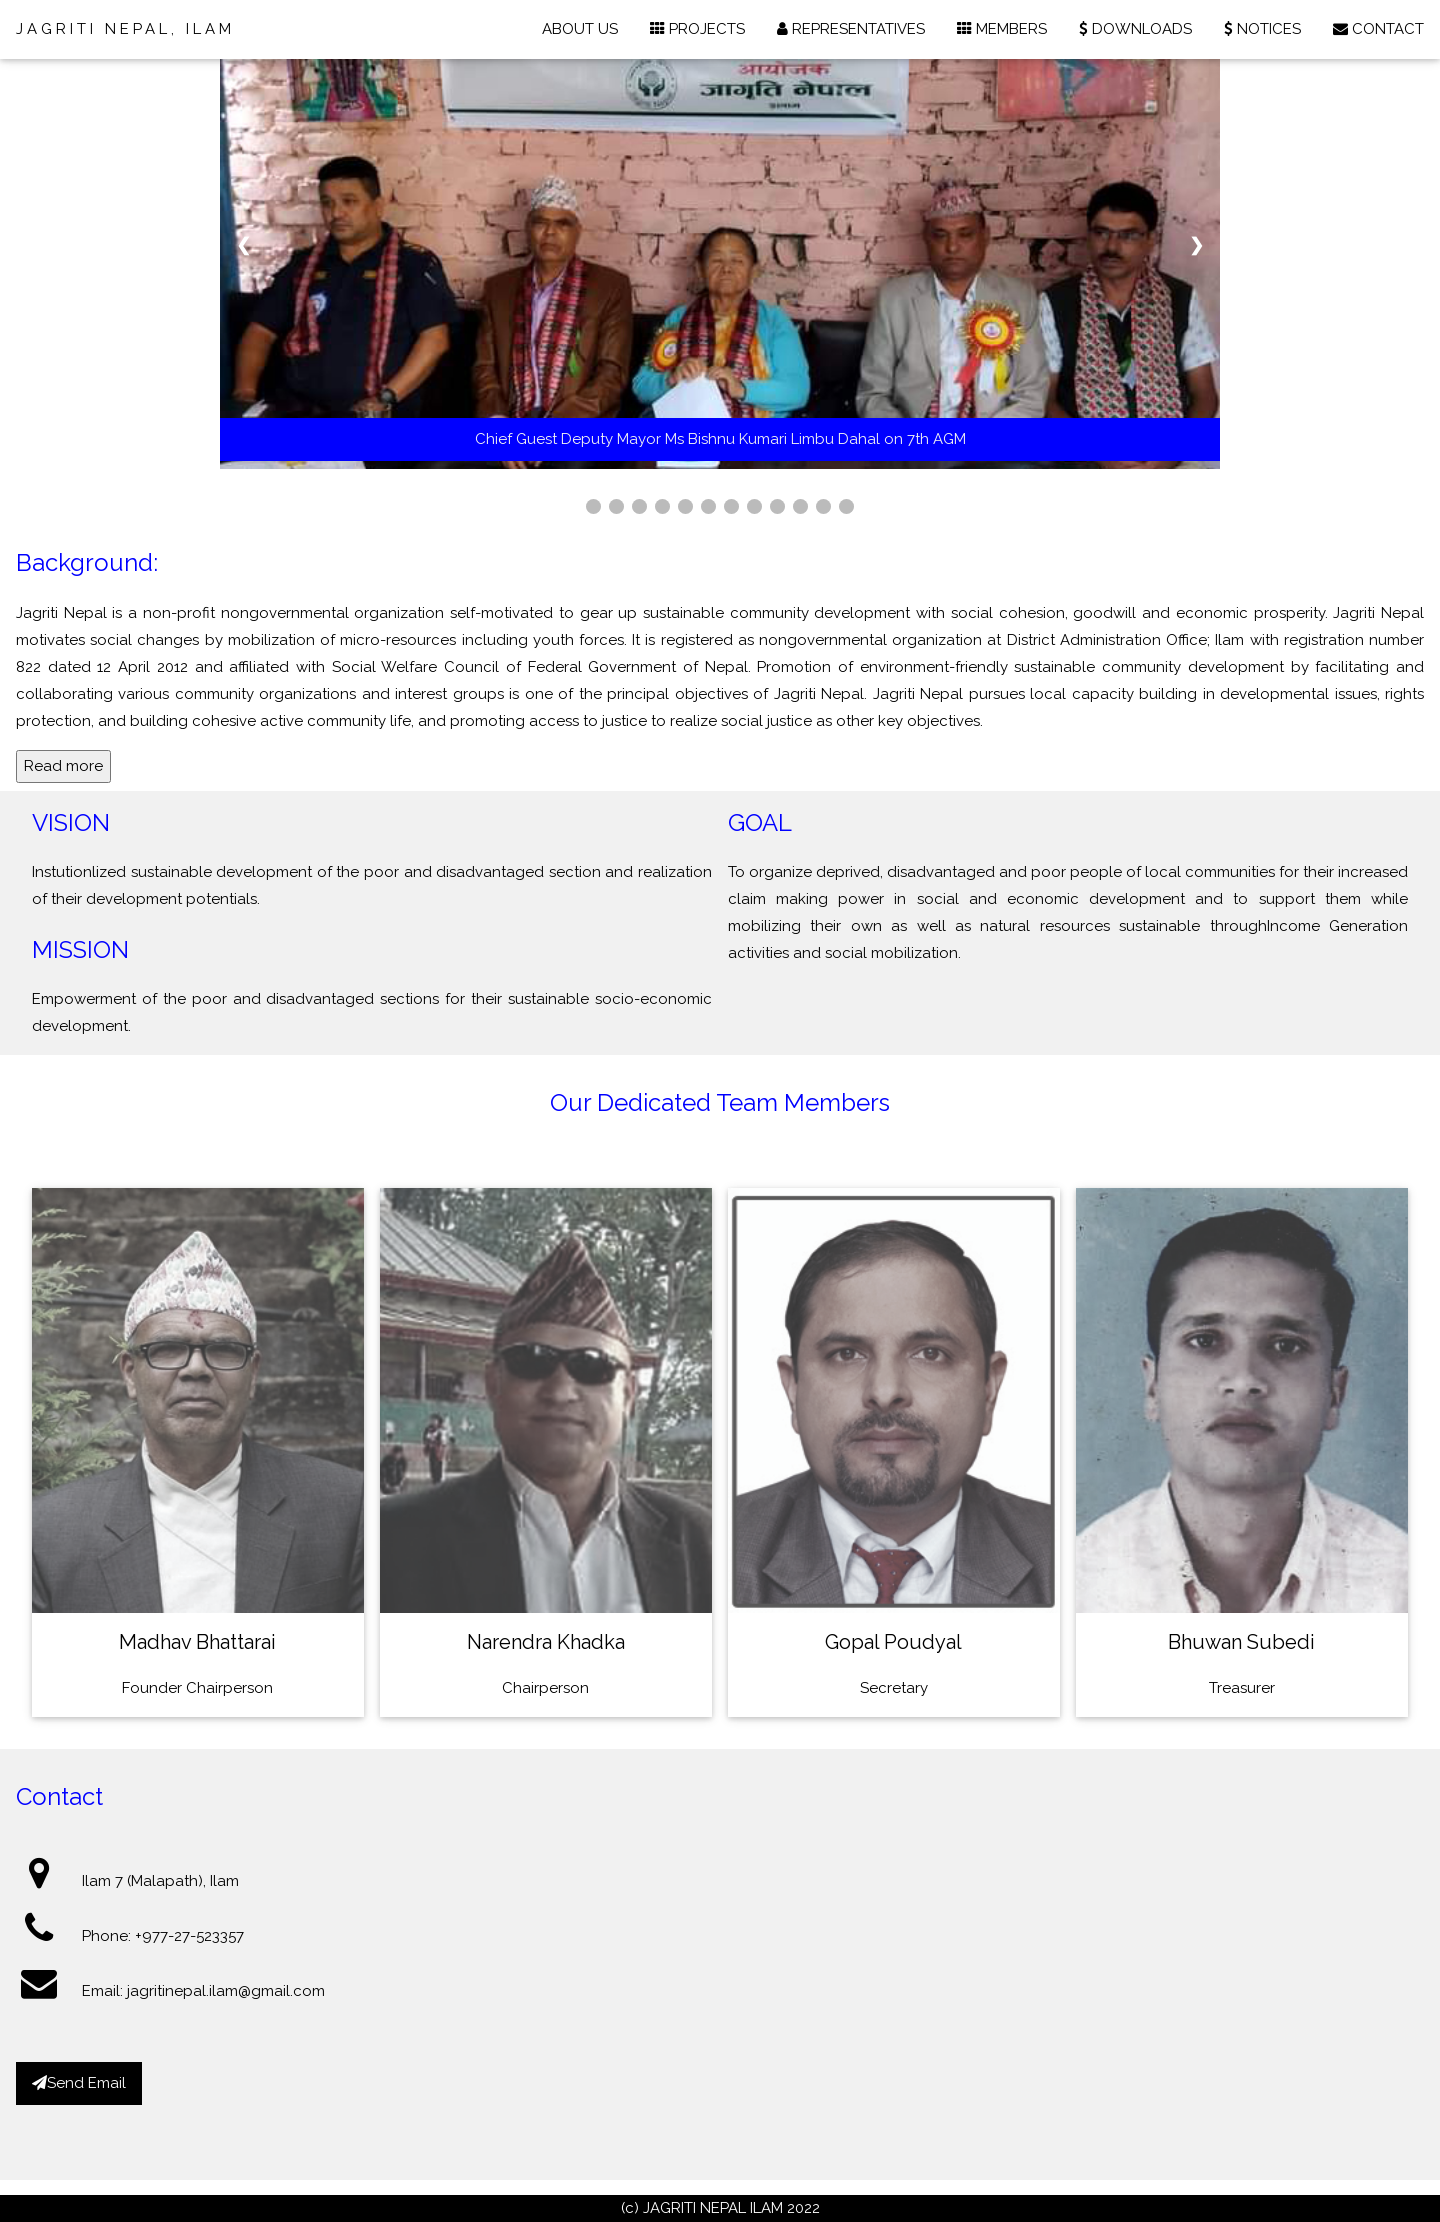 JAGRITI NEPAL, ILAM
ABOUT US
PROJECTS
REPRESENTATIVES
MEMBERS
DOWNLOADS
NOTICES
CONTACT
आयोजक
जागृति नेपाल
इलाम
❮
❯
Chief Guest Deputy Mayor Ms Bishnu Kumari Limbu Dahal on 7th AGM
Background:
Jagriti Nepal is a non-profit nongovernmental organization self-motivated to gear up sustainable community development with social cohesion, goodwill and economic prosperity. Jagriti Nepal
motivates social changes by mobilization of micro-resources including youth forces. It is registered as nongovernmental organization at District Administration Office; Ilam with registration number
822 dated 12 April 2012 and affiliated with Social Welfare Council of Federal Government of Nepal. Promotion of environment-friendly sustainable community development by facilitating and
collaborating various community organizations and interest groups is one of the principal objectives of Jagriti Nepal. Jagriti Nepal pursues local capacity building in developmental issues, rights
protection, and building cohesive active community life, and promoting access to justice to realize social justice as other key objectives.
Read more
VISION
Instutionlized sustainable development of the poor and disadvantaged section and realization
of their development potentials.
MISSION
Empowerment of the poor and disadvantaged sections for their sustainable socio-economic
development.
GOAL
To organize deprived, disadvantaged and poor people of local communities for their increased
claim making power in social and economic development and to support them while
mobilizing their own as well as natural resources sustainable throughIncome Generation
activities and social mobilization.
Our Dedicated Team Members
Madhav Bhattarai
Founder Chairperson
Narendra Khadka
Chairperson
Gopal Poudyal
Secretary
Bhuwan Subedi
Treasurer
Contact
Ilam 7 (Malapath), Ilam
Phone: +977-27-523357
Email: jagritinepal.ilam@gmail.com
Send Email
(c) JAGRITI NEPAL ILAM 2022